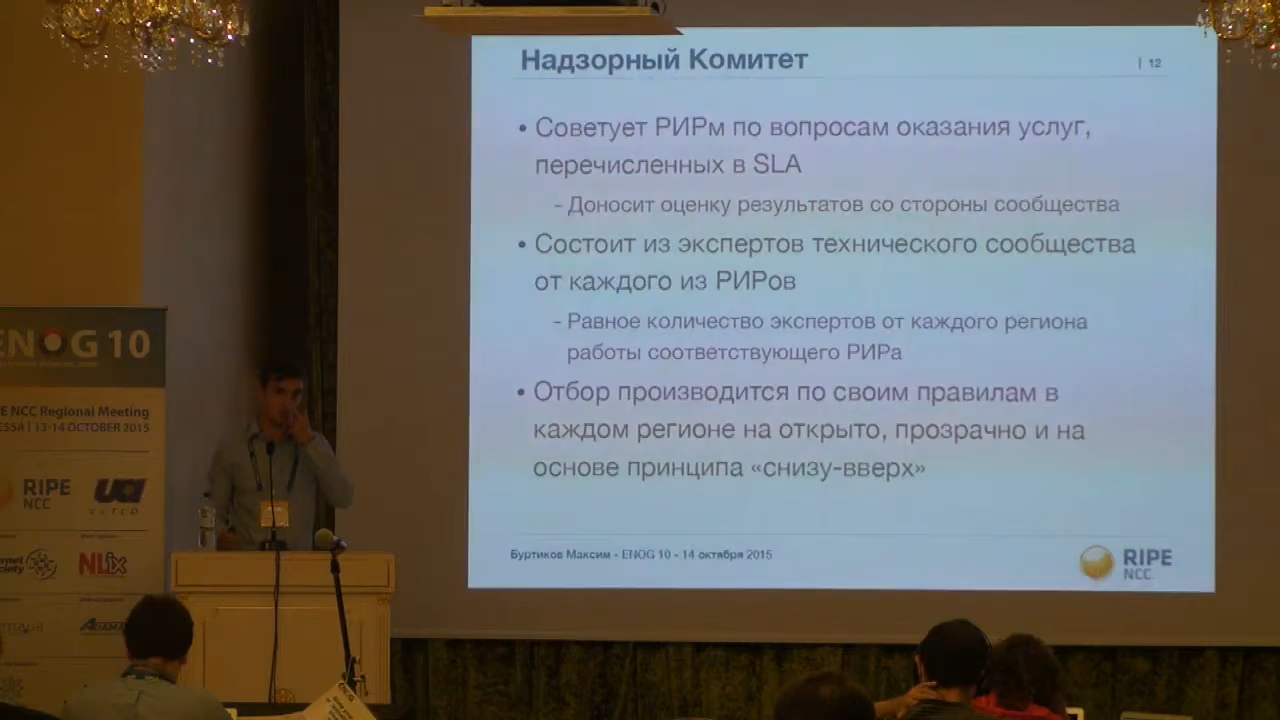 Надзорный Комитет
| 12
• Советует РИРм по вопросам оказания услуг,
перечисленных в SLA
- Доносит оценку результатов со стороны сообщества
• Состоит из экспертов технического сообщества
от каждого из РИРов
- Равное количество экспертов от каждого региона
работы соответствующего РИРа
• Отбор производится по своим правилам в
каждом регионе на открыто, прозрачно и на
основе принципа «снизу-вверх»
Буртиков Максим - ENOG 10 - 14 октября 2015
RIPE
NCC
ENOG 10
NCC Regional Meeting
13-14 OCTOBER 2015
RIPE
NCC